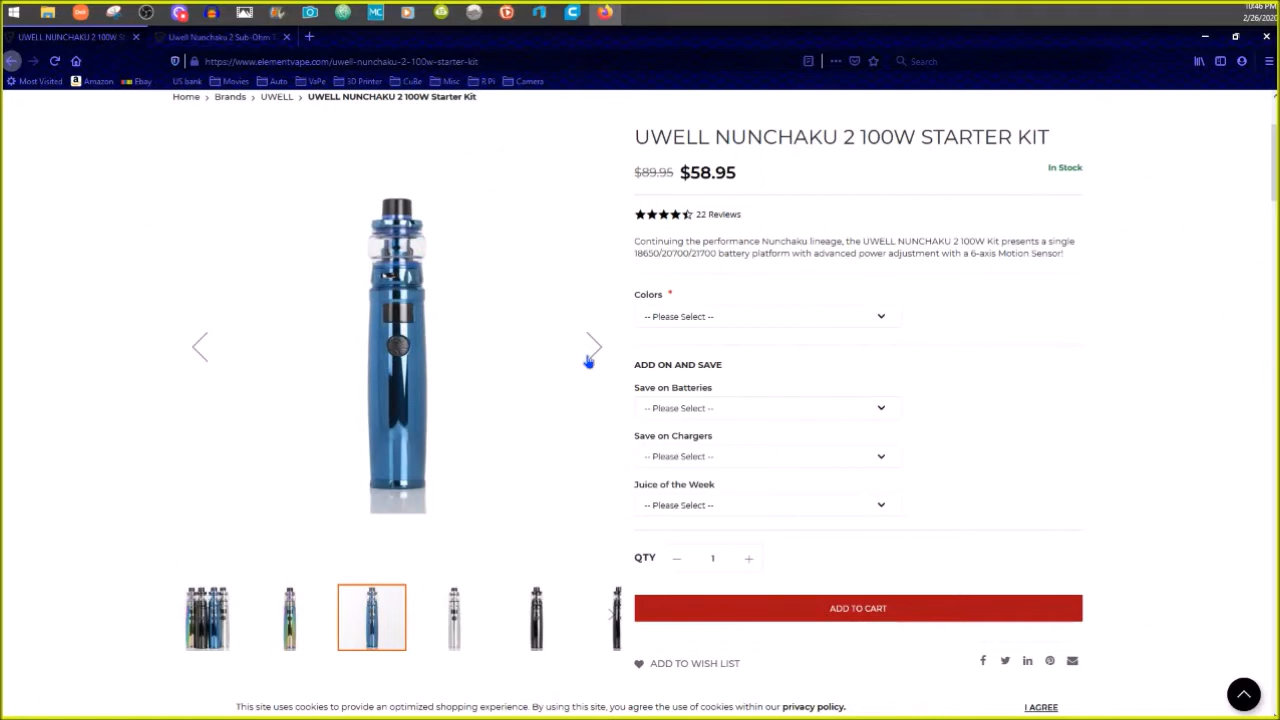 10:46 PM
2/26/2020
UWELL NUNCHAKU 2 100W S
Uwell Nunchaku 2 Sub-Ohm T
https://www.elementvape.com/uwell-nunchaku-2-100w-starter-kit
Search
Most Visited Amazon Ebay US bank Movies Auto VaPe 3D Printer CuBe Misc R.Pi Camera
Home > Brands > UWELL > UWELL NUNCHAKU 2 100W Starter Kit
UWELL NUNCHAKU 2 100W STARTER KIT
$89.95 $58.95
In Stock
22 Reviews
Continuing the performance Nunchaku lineage, the UWELL NUNCHAKU 2 100W Kit presents a single
18650/20700/21700 battery platform with advanced power adjustment with a 6-axis Motion Sensor!
Colors *
-- Please Select --
ADD ON AND SAVE
Save on Batteries
-- Please Select --
Save on Chargers
-- Please Select --
Juice of the Week
-- Please Select --
QTY — 1 +
ADD TO CART
ADD TO WISH LIST
This site uses cookies to provide an optimized shopping experience. By using this site, you agree the use of cookies within our privacy policy.
I AGREE